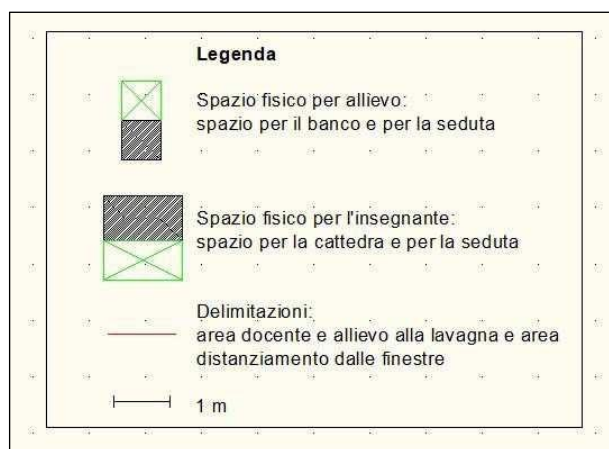 Legenda
Spazio fisico per allievo:
spazio per il banco e per la seduta
Spazio fisico per l'insegnante:
spazio per la cattedra e per la seduta
Delimitazioni:
area docente e allievo alla lavagna e area
distanziamento dalle finestre
1 m